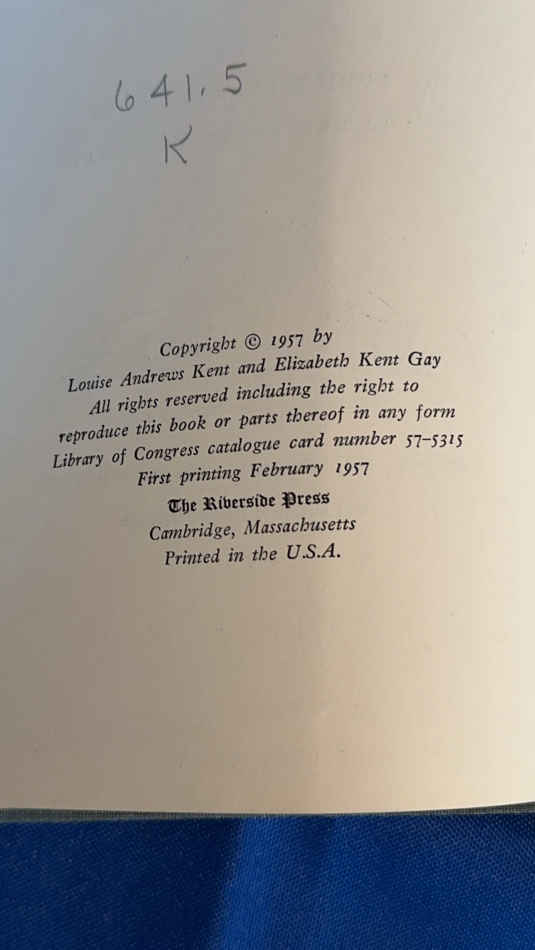 641.5
K
Copyright © 1957 by
Louise Andrews Kent and Elizabeth Kent Gay
All rights reserved including the right to
reproduce this book or parts thereof in any form
Library of Congress catalogue card number 57–5315
First printing February 1957
The Riverside Press
Cambridge, Massachusetts
Printed in the U.S.A.